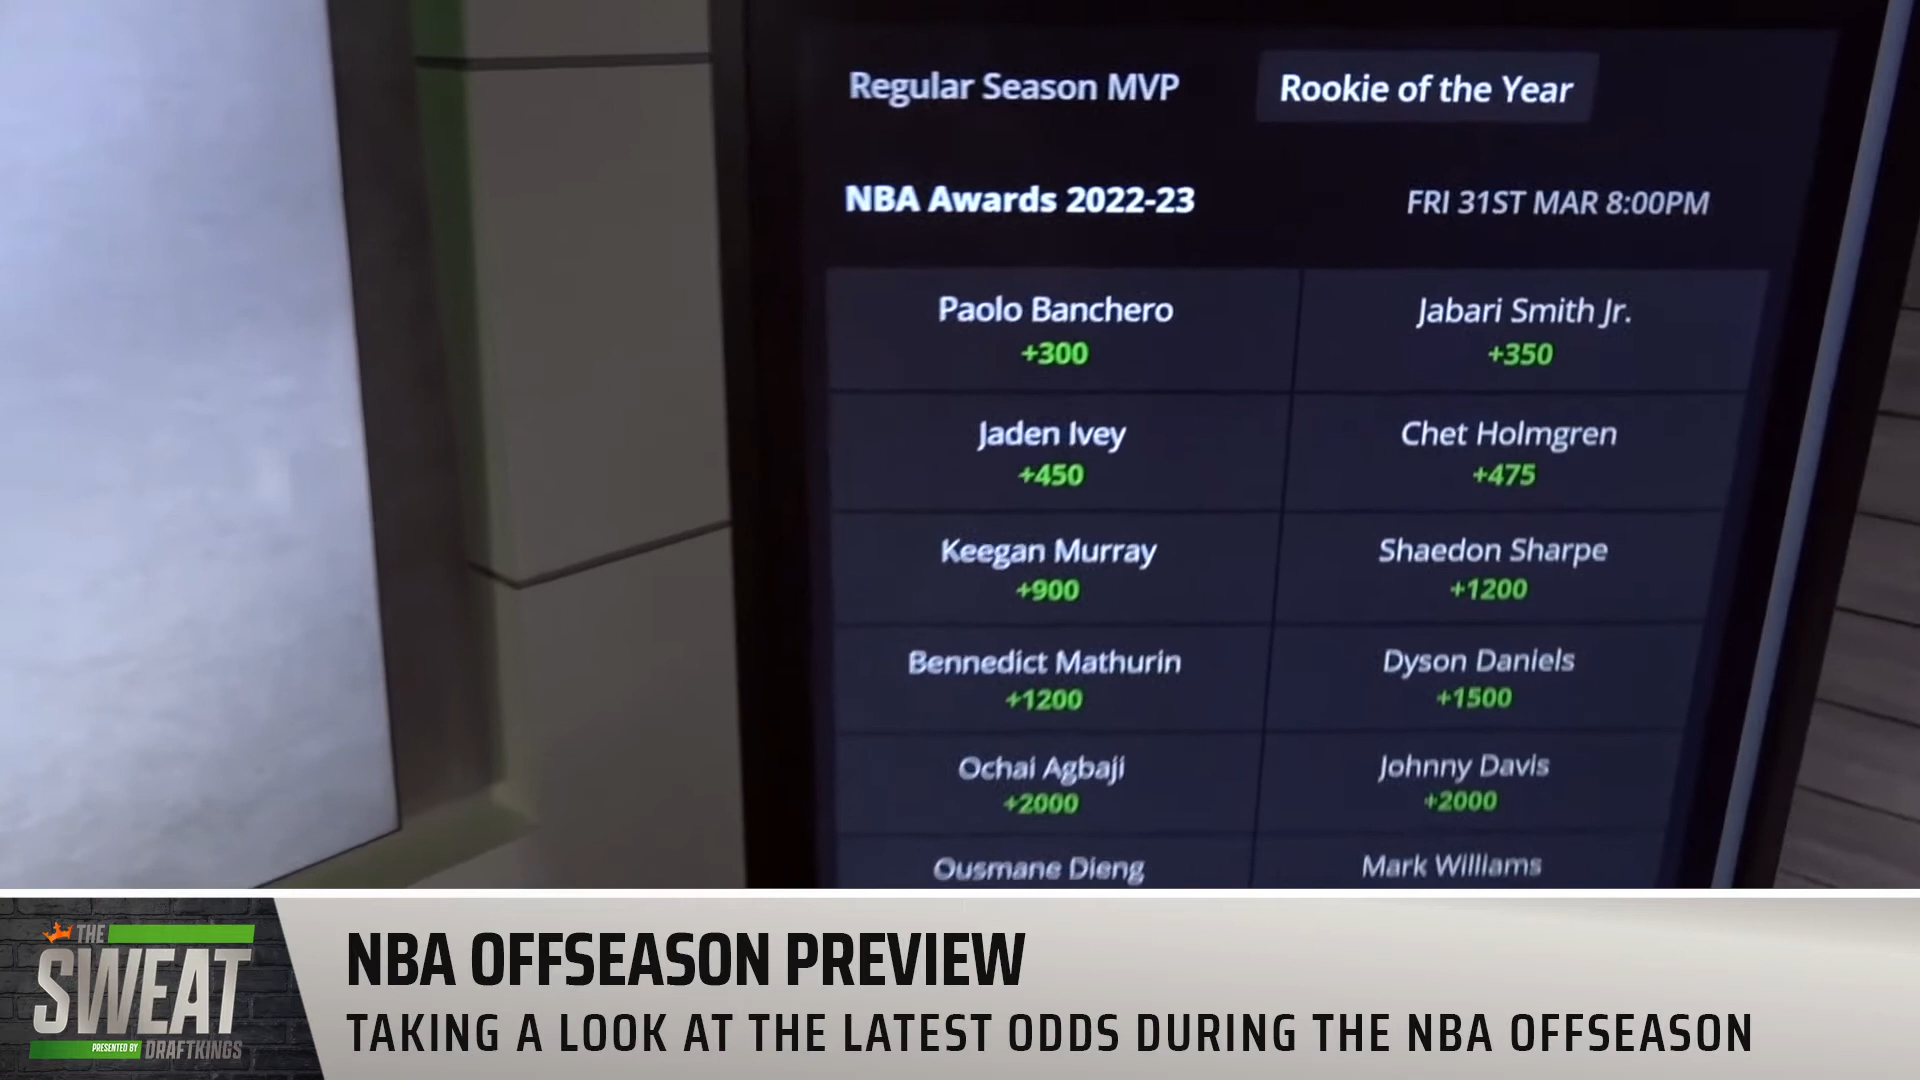 Regular Season MVP Rookie of the Year
NBA Awards 2022-23 FRI 31ST MAR 8:00PM
Paolo Banchero Jabari Smith Jr.
+300 +350
Jaden Ivey Chet Holmgren
+450 +475
Keegan Murray Shaedon Sharpe
+900 +1200
Bennedict Mathurin Dyson Daniels
+1200 +1500
Ochai Agbaji Johnny Davis
+2000 +2000
Ousmane Dieng Mark Williams
THE
SWEAT
PRESENTED BY DRAFTKINGS
NBA OFFSEASON PREVIEW
TAKING A LOOK AT THE LATEST ODDS DURING THE NBA OFFSEASON